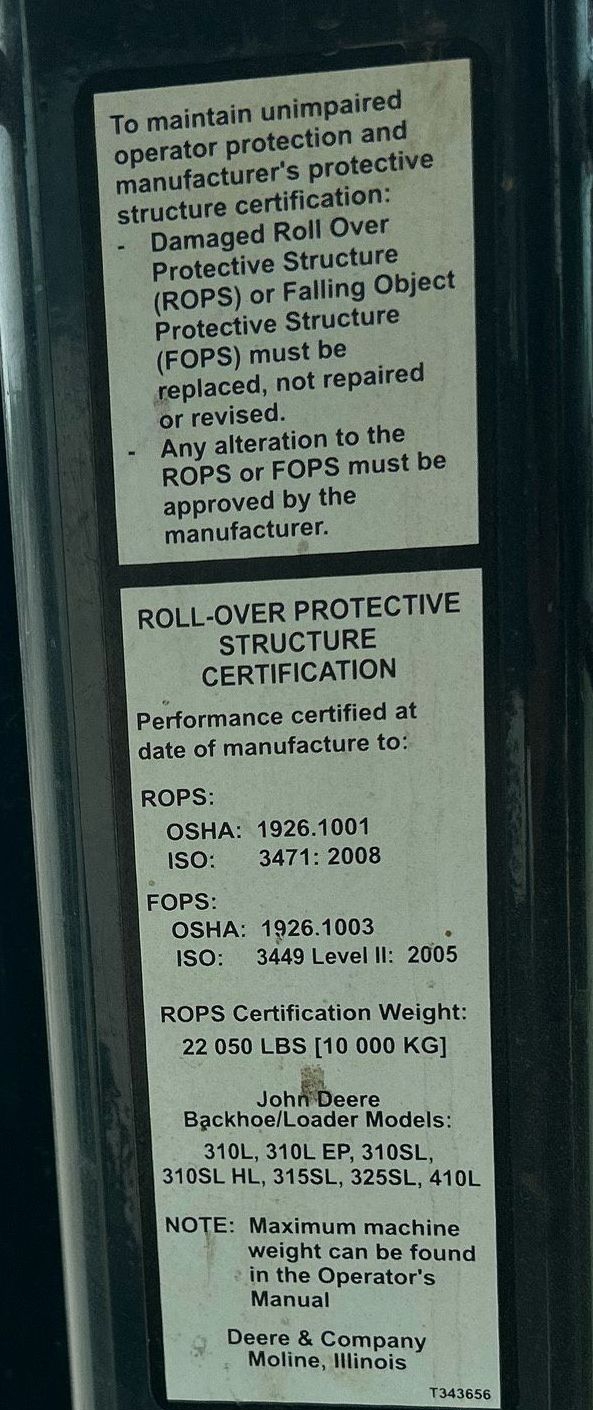 To maintain unimpaired
operator protection and
manufacturer's protective
structure certification:
- Damaged Roll Over
Protective Structure
(ROPS) or Falling Object
Protective Structure
(FOPS) must be
replaced, not repaired
or revised.
- Any alteration to the
ROPS or FOPS must be
approved by the
manufacturer.
ROLL-OVER PROTECTIVE
STRUCTURE
CERTIFICATION
Performance certified at
date of manufacture to:
ROPS:
OSHA: 1926.1001
ISO: 3471: 2008
FOPS:
OSHA: 1926.1003
ISO: 3449 Level II: 2005
ROPS Certification Weight:
22 050 LBS [10 000 KG]
John Deere
Backhoe/Loader Models:
310L, 310L EP, 310SL,
310SL HL, 315SL, 325SL, 410L
NOTE: Maximum machine
weight can be found
in the Operator's
Manual
Deere & Company
Moline, Illinois
T343656